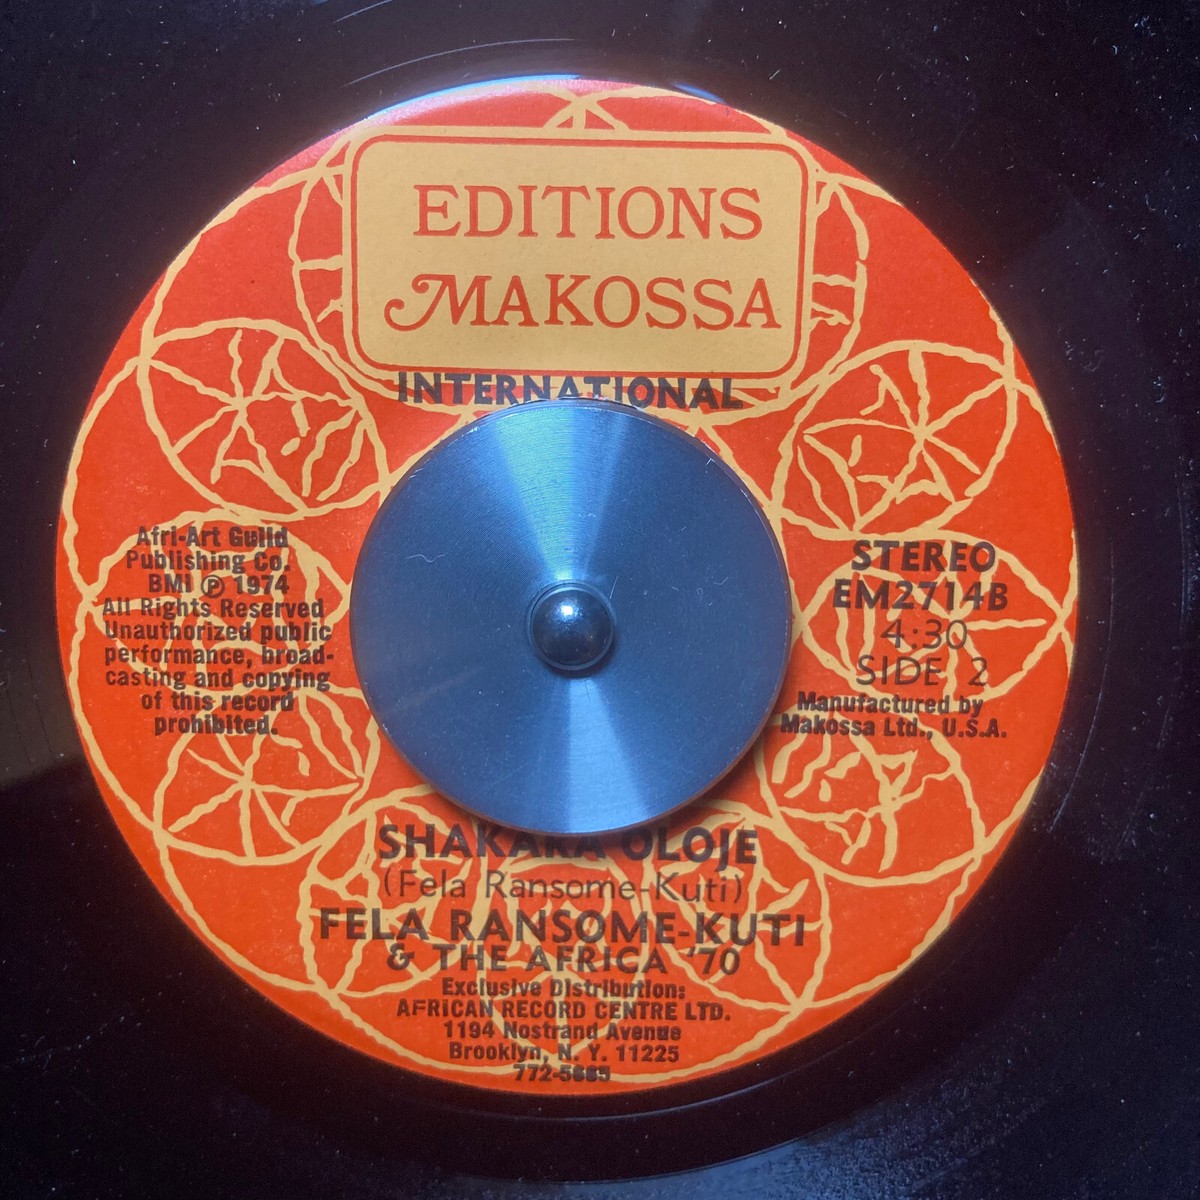 EDITIONS
MAKOSSA
INTERNATIONAL
Afri-Art Guild
Publishing Co.
BMI ℗ 1974
All Rights Reserved
Unauthorized public
performance, broad-
casting and copying
of this record
prohibited.
STEREO
EM2714B
4:30
SIDE 2
Manufactured by
Makossa Ltd., U.S.A.
SHAKARA OLOJE
(Fela Ransome-Kuti)
FELA RANSOME-KUTI
& THE AFRICA '70
Exclusive Distribution:
AFRICAN RECORD CENTRE LTD.
1194 Nostrand Avenue
Brooklyn, N. Y. 11225